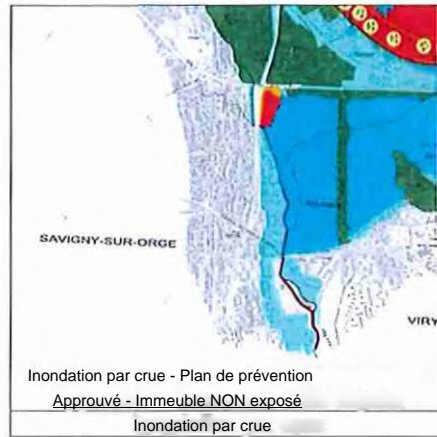 SAVIGNY-SUR-ORGE
VIRY
Inondation par crue - Plan de prévention
Approuvé - Immeuble NON exposé
Inondation par crue